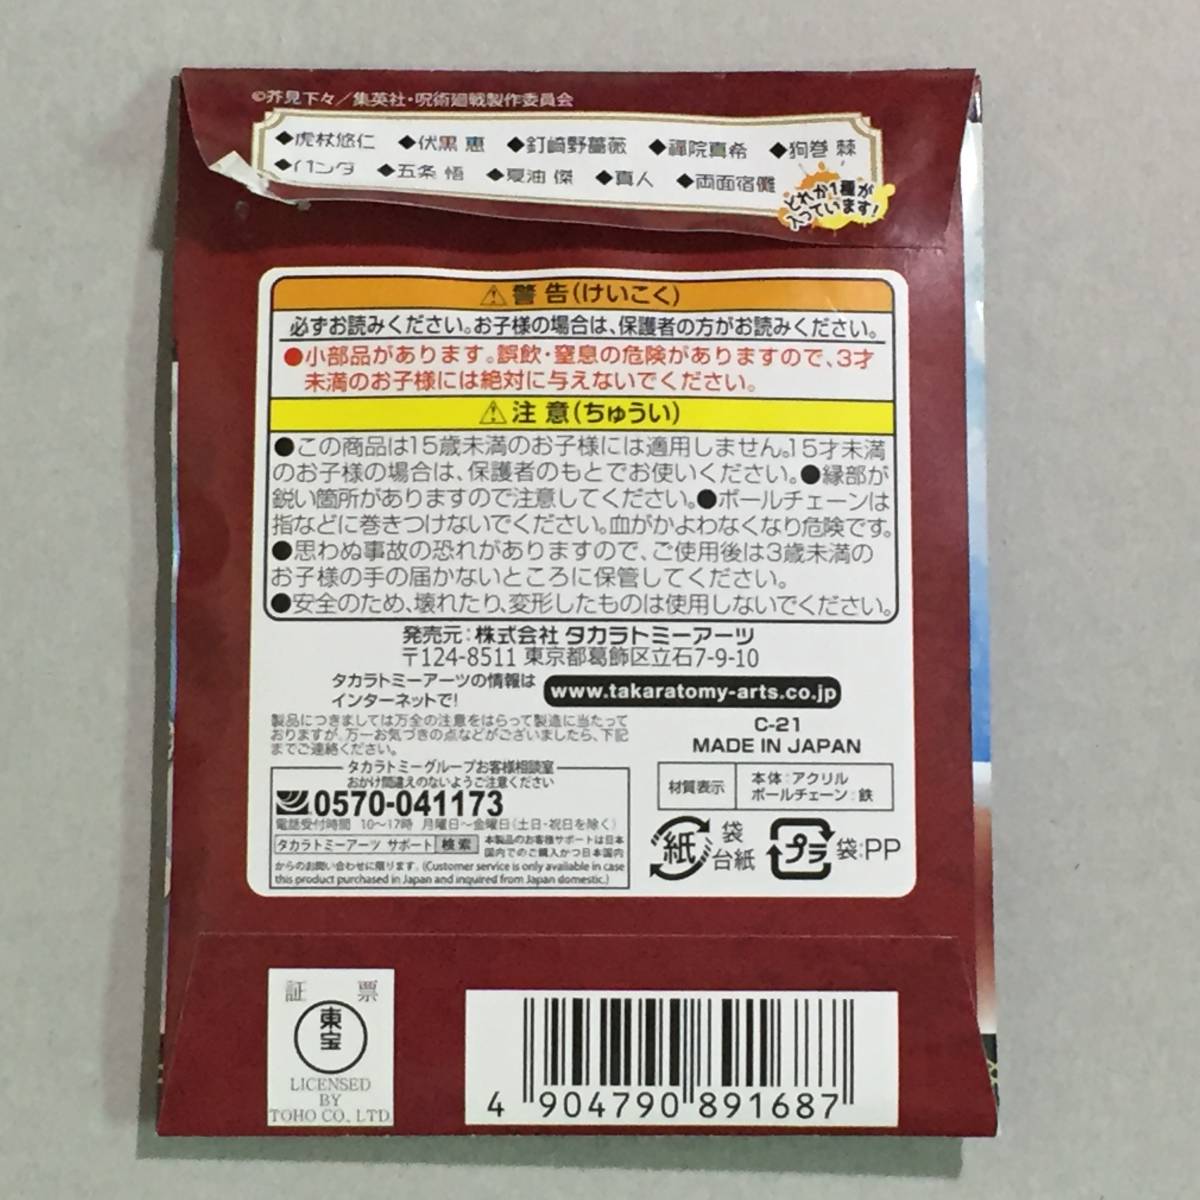 ©芥見下々／集英社・呪術廻戦製作委員会
◆虎杖悠仁 ◆伏黒 恵 ◆釘崎野薔薇 ◆禪院真希 ◆狗巻 棘
◆パンダ ◆五条 悟 ◆夏油 傑 ◆真人 ◆両面宿儺
どれか1種が
入っています!
⚠警告(けいこく)
必ずお読みください。お子様の場合は、保護者の方がお読みください。
●小部品があります。誤飲・窒息の危険がありますので、3才
未満のお子様には絶対に与えないでください。
⚠注意(ちゅうい)
●この商品は15歳未満のお子様には適用しません。15才未満
のお子様の場合は、保護者のもとでお使いください。●縁部が
鋭い箇所がありますので注意してください。●ボールチェーンは
指などに巻きつけないでください。血がかよわなくなり危険です。
●思わぬ事故の恐れがありますので、ご使用後は3歳未満の
お子様の手の届かないところに保管してください。
●安全のため、壊れたり、変形したものは使用しないでください。
発売元：株式会社 タカラトミーアーツ
〒124-8511 東京都葛飾区立石7-9-10
タカラトミーアーツの情報は
インターネットで!
www.takaratomy-arts.co.jp
製品につきましては万全の注意をはらって製造に当たって
おりますが、万一お気づきの点などがございましたら、下記
までご連絡ください。
C-21
MADE IN JAPAN
タカラトミーグループお客様相談室
おかけ間違えのないようご注意ください
0570-041173
電話受付時間 10〜17時 月曜日〜金曜日(土日・祝日を除く)
タカラトミーアーツ サポート 検索 本製品のお客様サポートは日本
国内でのご購入かつ日本国内
からのお問い合わせに限ります。(Customer service is only available in case
this product purchased in Japan and inquired from Japan domestic.)
材質表示
本体：アクリル
ボールチェーン：鉄
紙 袋
台紙
プラ 袋：PP
証 票
東宝
LICENSED
BY
TOHO CO., LTD.
4 904790 891687